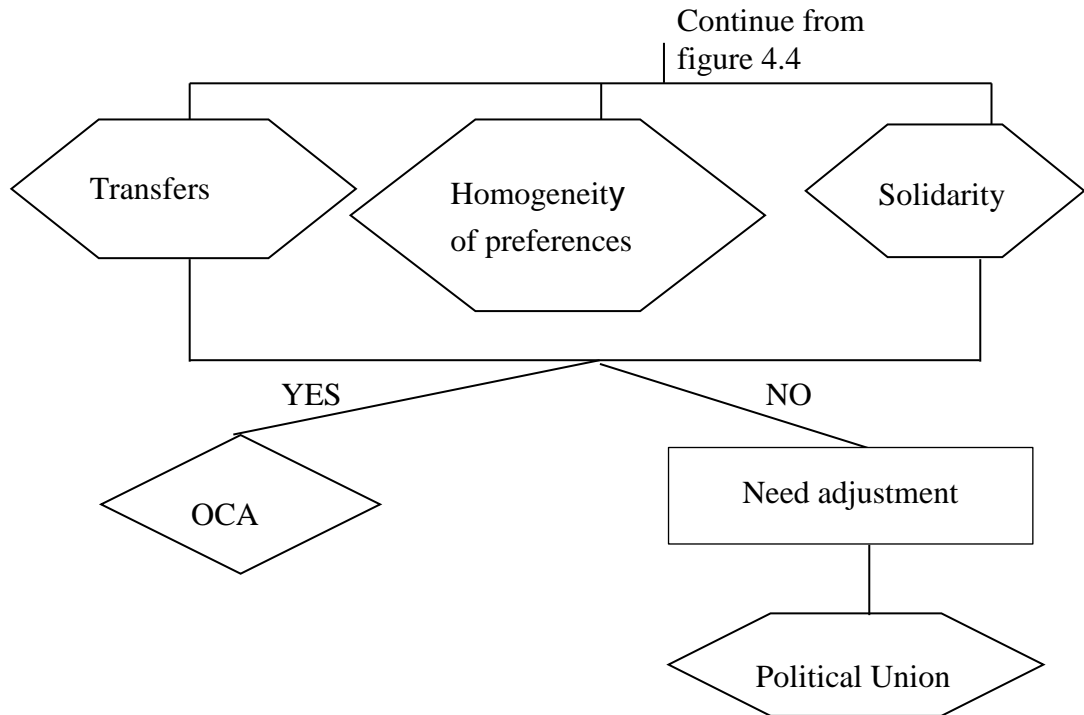 Continue from
figure 4.4
Transfers
Homogeneity
of preferences
Solidarity
YES
NO
OCA
Need adjustment
Political Union